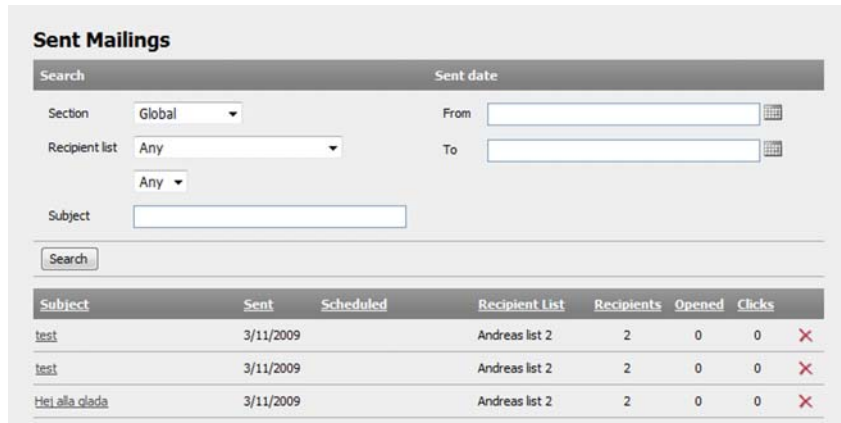 Sent Mailings
Search Sent date
Section Global From
Recipient list Any To
Any
Subject
Search
Subject Sent Scheduled Recipient List Recipients Opened Clicks
test 3/11/2009 Andreas list 2 2 0 0
test 3/11/2009 Andreas list 2 2 0 0
Hej alla glada 3/11/2009 Andreas list 2 2 0 0